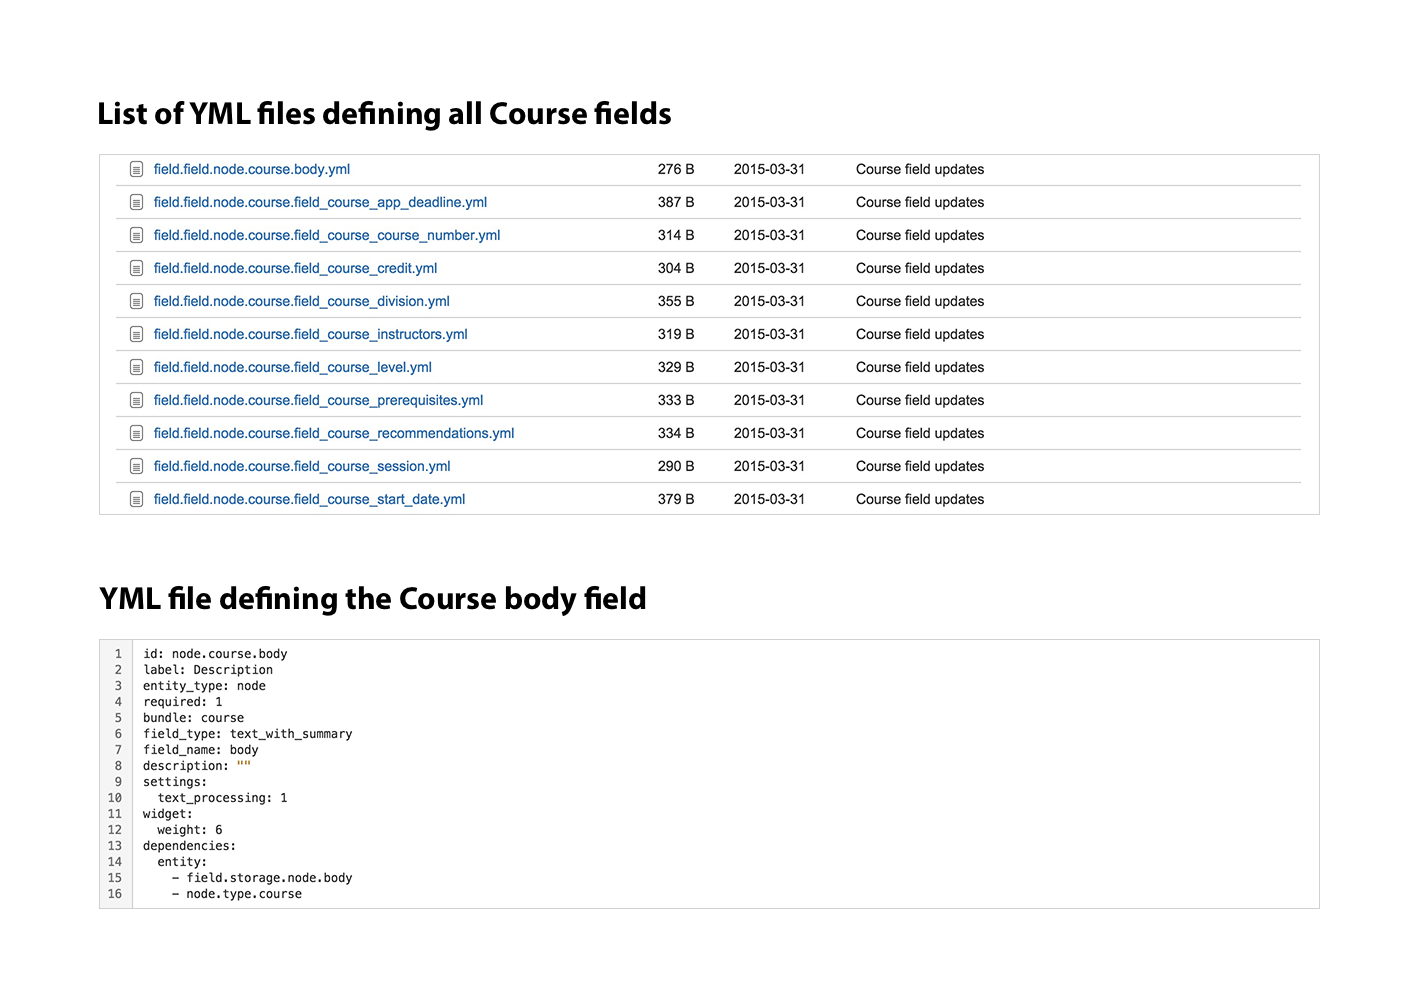 List of YML files defining all Course fields
field.field.node.course.body.yml 276 B 2015-03-31 Course field updates
field.field.node.course.field_course_app_deadline.yml 387 B 2015-03-31 Course field updates
field.field.node.course.field_course_course_number.yml 314 B 2015-03-31 Course field updates
field.field.node.course.field_course_credit.yml 304 B 2015-03-31 Course field updates
field.field.node.course.field_course_division.yml 355 B 2015-03-31 Course field updates
field.field.node.course.field_course_instructors.yml 319 B 2015-03-31 Course field updates
field.field.node.course.field_course_level.yml 329 B 2015-03-31 Course field updates
field.field.node.course.field_course_prerequisites.yml 333 B 2015-03-31 Course field updates
field.field.node.course.field_course_recommendations.yml 334 B 2015-03-31 Course field updates
field.field.node.course.field_course_session.yml 290 B 2015-03-31 Course field updates
field.field.node.course.field_course_start_date.yml 379 B 2015-03-31 Course field updates
YML file defining the Course body field
1 id: node.course.body
2 label: Description
3 entity_type: node
4 required: 1
5 bundle: course
6 field_type: text_with_summary
7 field_name: body
8 description: ""
9 settings:
10   text_processing: 1
11 widget:
12   weight: 6
13 dependencies:
14   entity:
15     - field.storage.node.body
16     - node.type.course